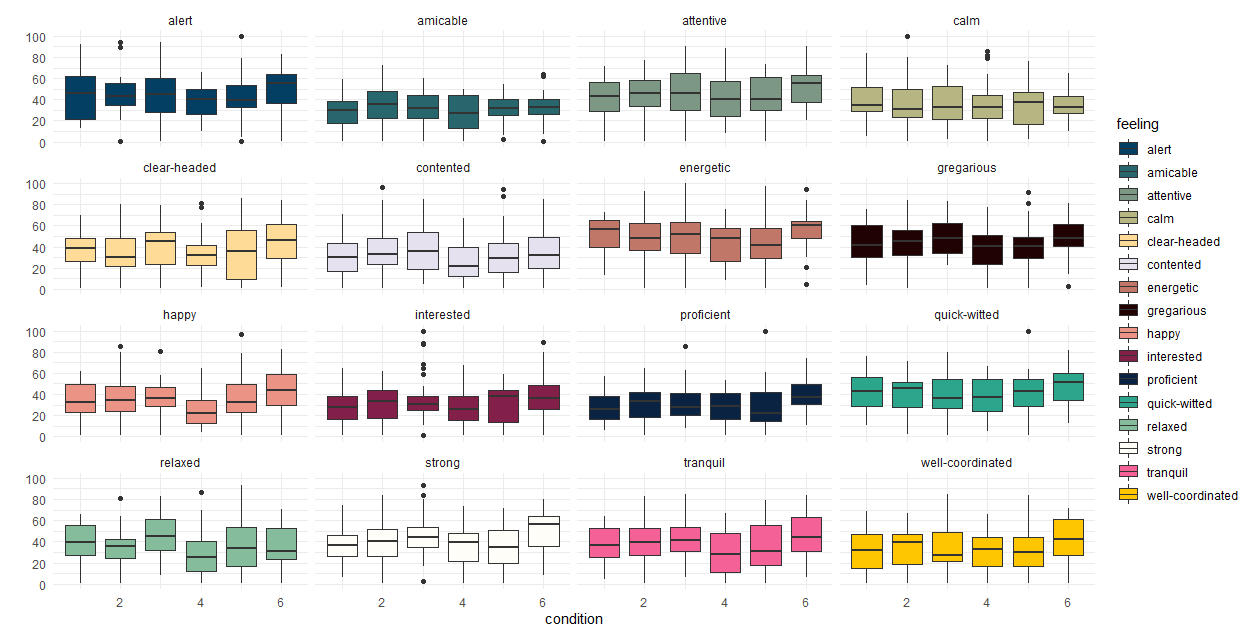 alert amicable attentive calm
100
80
60
40
20
0
clear-headed contented energetic gregarious
100
80
60
40
20
0
happy interested proficient quick-witted
100
80
60
40
20
0
relaxed strong tranquil well-coordinated
100
80
60
40
20
0
2 4 6 2 4 6 2 4 6 2 4 6
condition
feeling
alert
amicable
attentive
calm
clear-headed
contented
energetic
gregarious
happy
interested
proficient
quick-witted
relaxed
strong
tranquil
well-coordinated